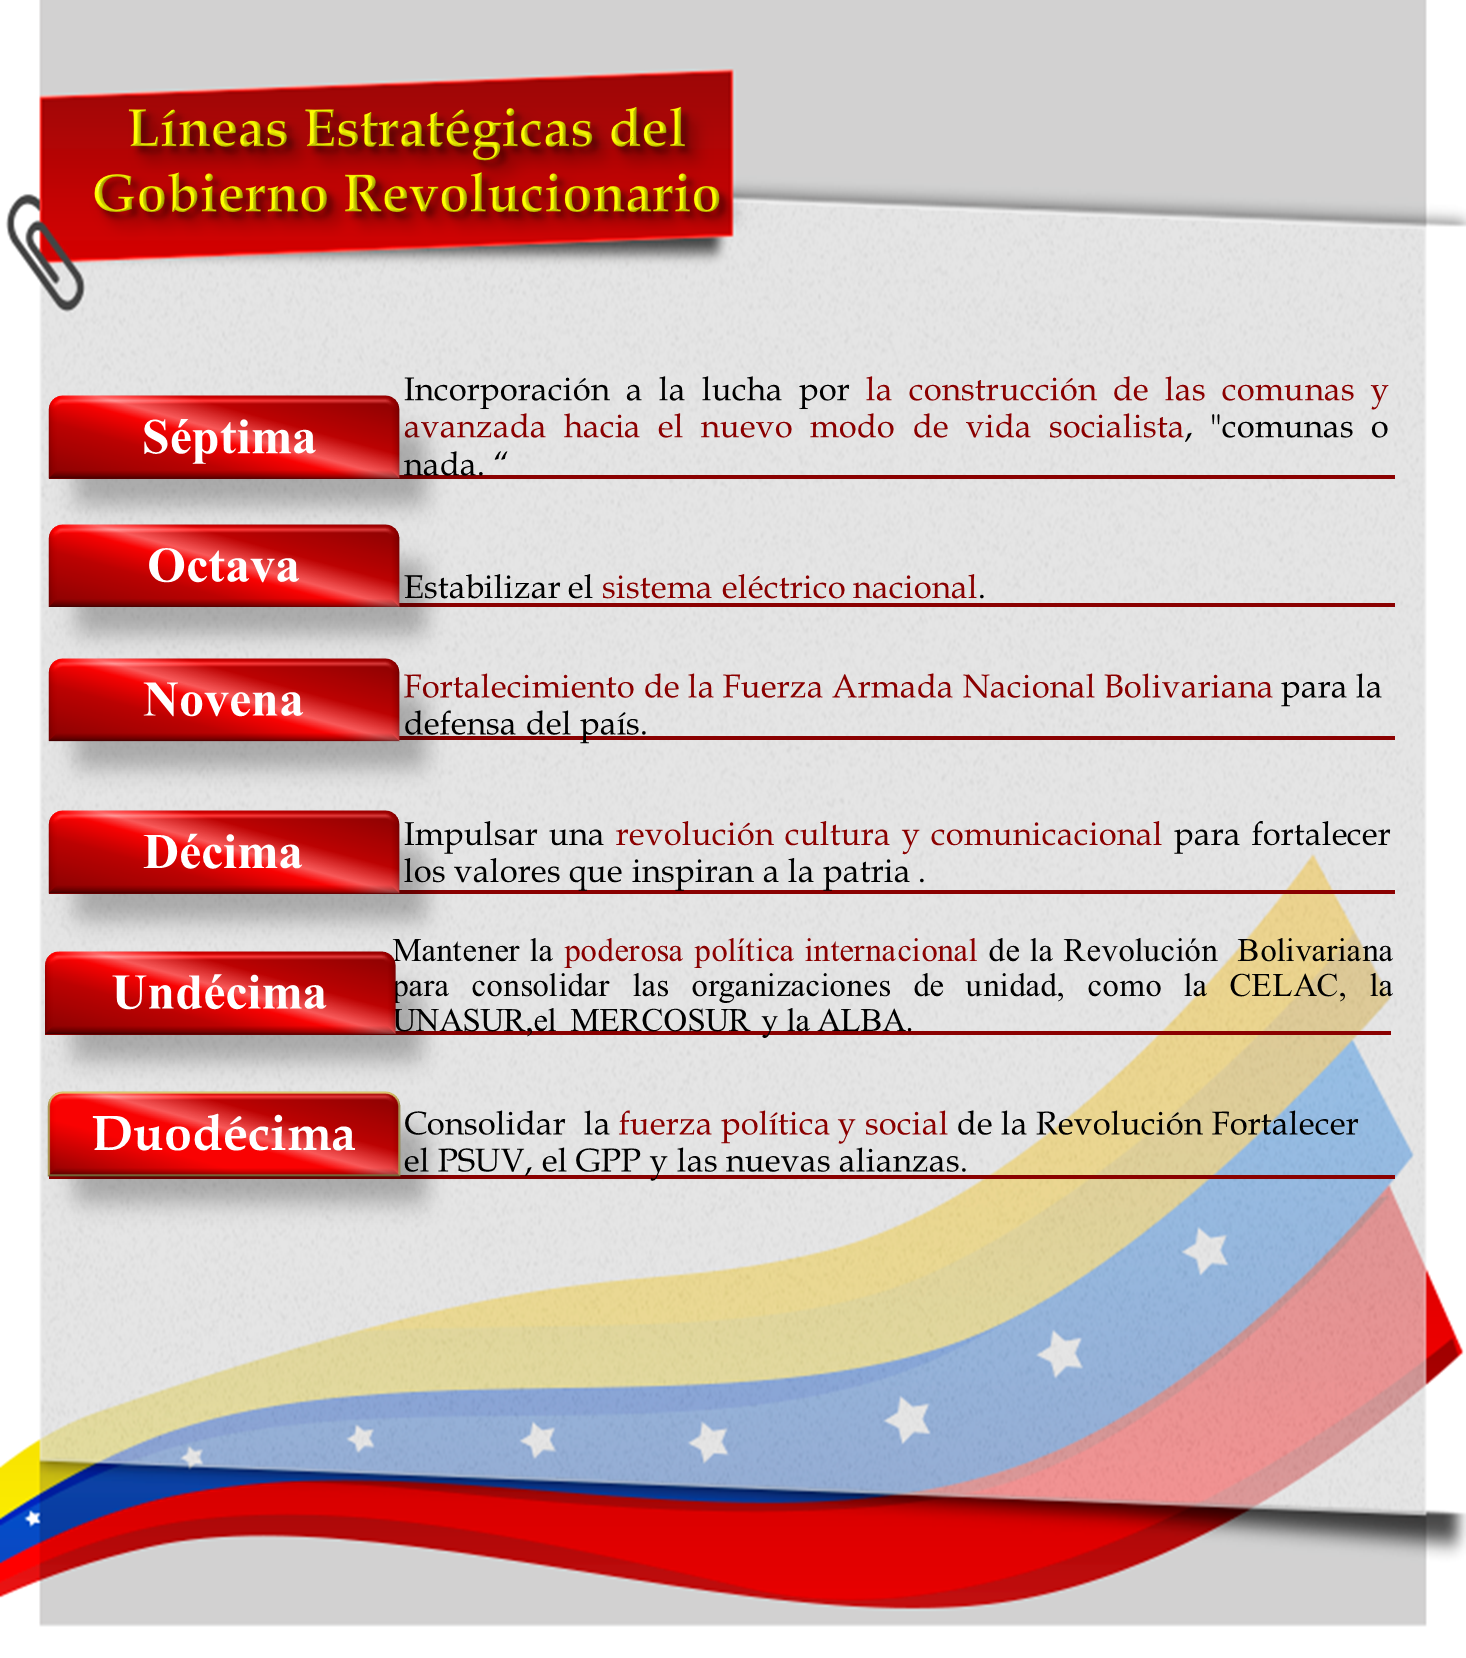 Líneas Estratégicas del
Gobierno Revolucionario
Séptima
Incorporación a la lucha por la construcción de las comunas y
avanzada hacia el nuevo modo de vida socialista, "comunas o
nada. “
Octava
Estabilizar el sistema eléctrico nacional.
Novena
Fortalecimiento de la Fuerza Armada Nacional Bolivariana para la
defensa del país.
Décima
Impulsar una revolución cultura y comunicacional para fortalecer
los valores que inspiran a la patria .
Undécima
Mantener la poderosa política internacional de la Revolución Bolivariana
para consolidar las organizaciones de unidad, como la CELAC, la
UNASUR,el MERCOSUR y la ALBA.
Duodécima
Consolidar la fuerza política y social de la Revolución Fortalecer
el PSUV, el GPP y las nuevas alianzas.